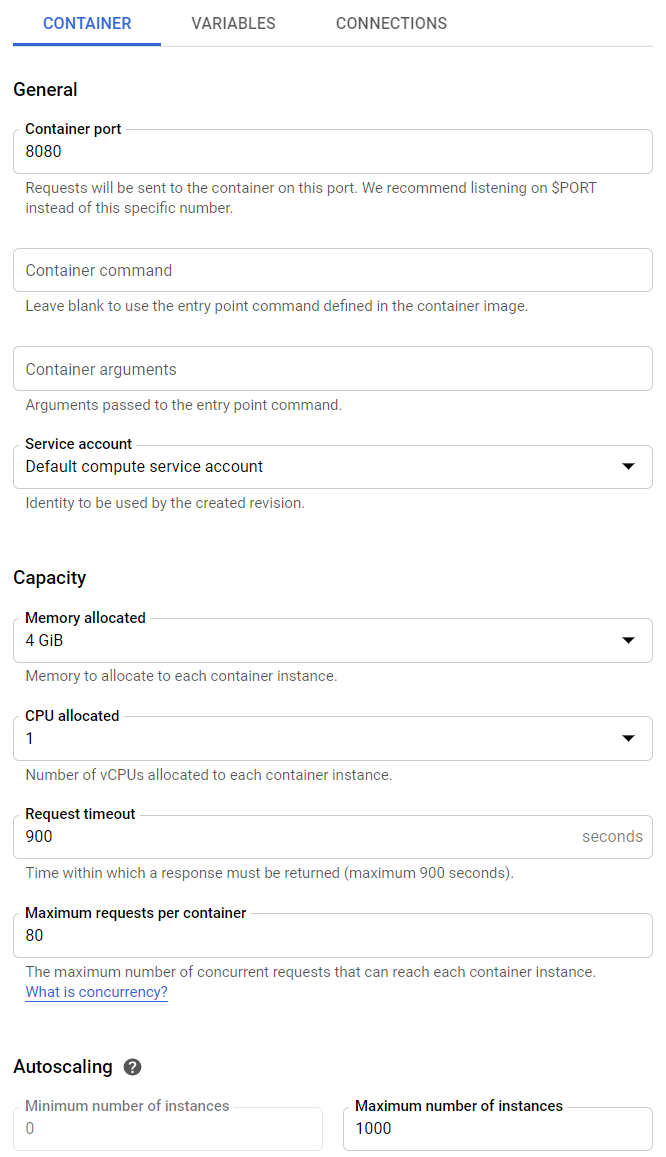 CONTAINER VARIABLES CONNECTIONS
General
Container port
8080
Requests will be sent to the container on this port. We recommend listening on $PORT
instead of this specific number.
Container command
Leave blank to use the entry point command defined in the container image.
Container arguments
Arguments passed to the entry point command.
Service account
Default compute service account
Identity to be used by the created revision.
Capacity
Memory allocated
4 GiB
Memory to allocate to each container instance.
CPU allocated
1
Number of vCPUs allocated to each container instance.
Request timeout
900 seconds
Time within which a response must be returned (maximum 900 seconds).
Maximum requests per container
80
The maximum number of concurrent requests that can reach each container instance.
What is concurrency?
Autoscaling ?
Minimum number of instances Maximum number of instances
0 1000